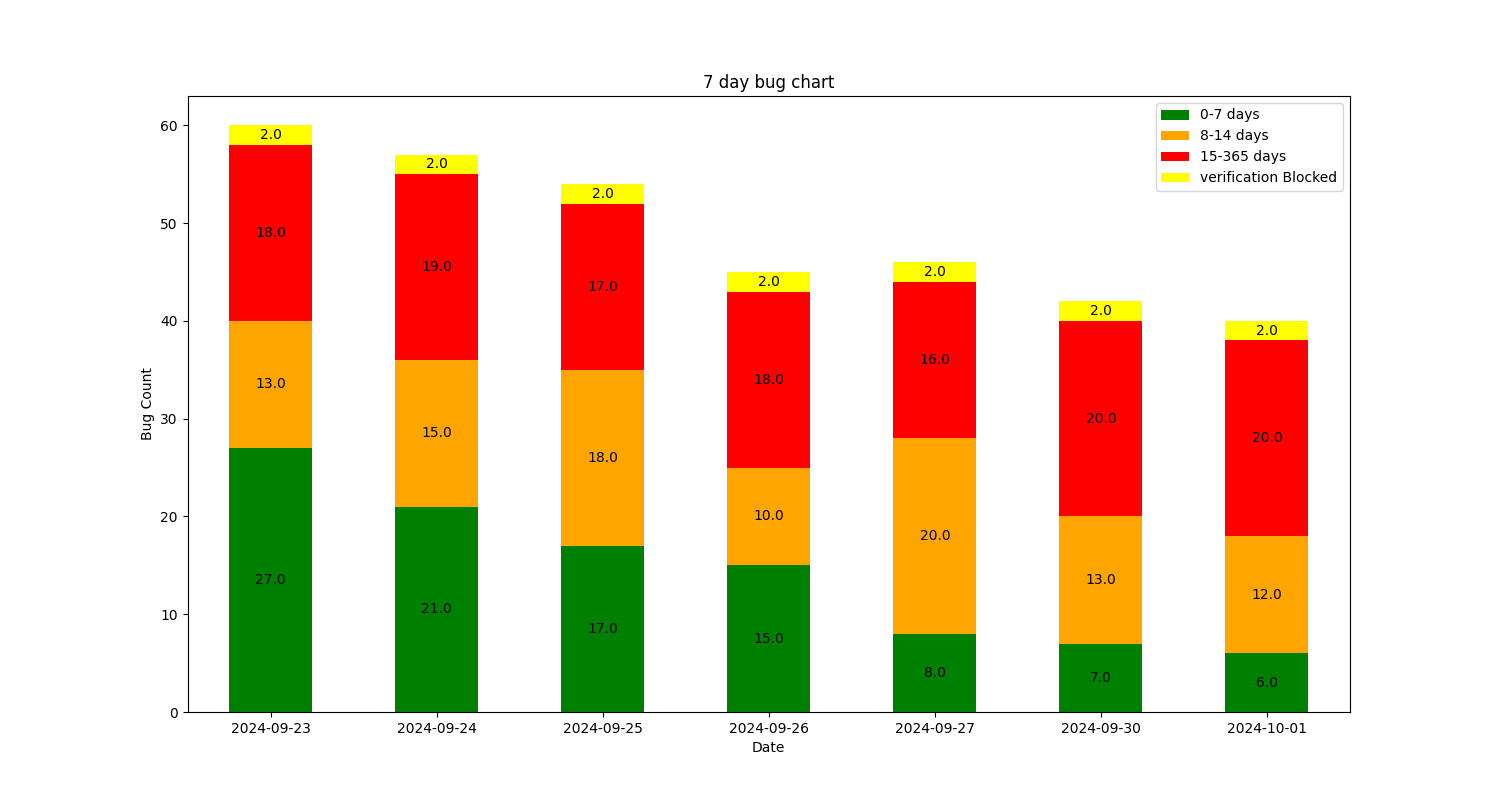 7 day bug chart
0-7 days
8-14 days
15-365 days
verification Blocked
Bug Count
60
50
40
30
20
10
0
2.0 2.0 2.0 2.0 2.0 2.0 2.0
18.0 19.0 17.0 18.0 16.0 20.0 20.0
13.0 15.0 18.0 10.0 20.0 13.0 12.0
27.0 21.0 17.0 15.0 8.0 7.0 6.0
2024-09-23 2024-09-24 2024-09-25 2024-09-26 2024-09-27 2024-09-30 2024-10-01
Date